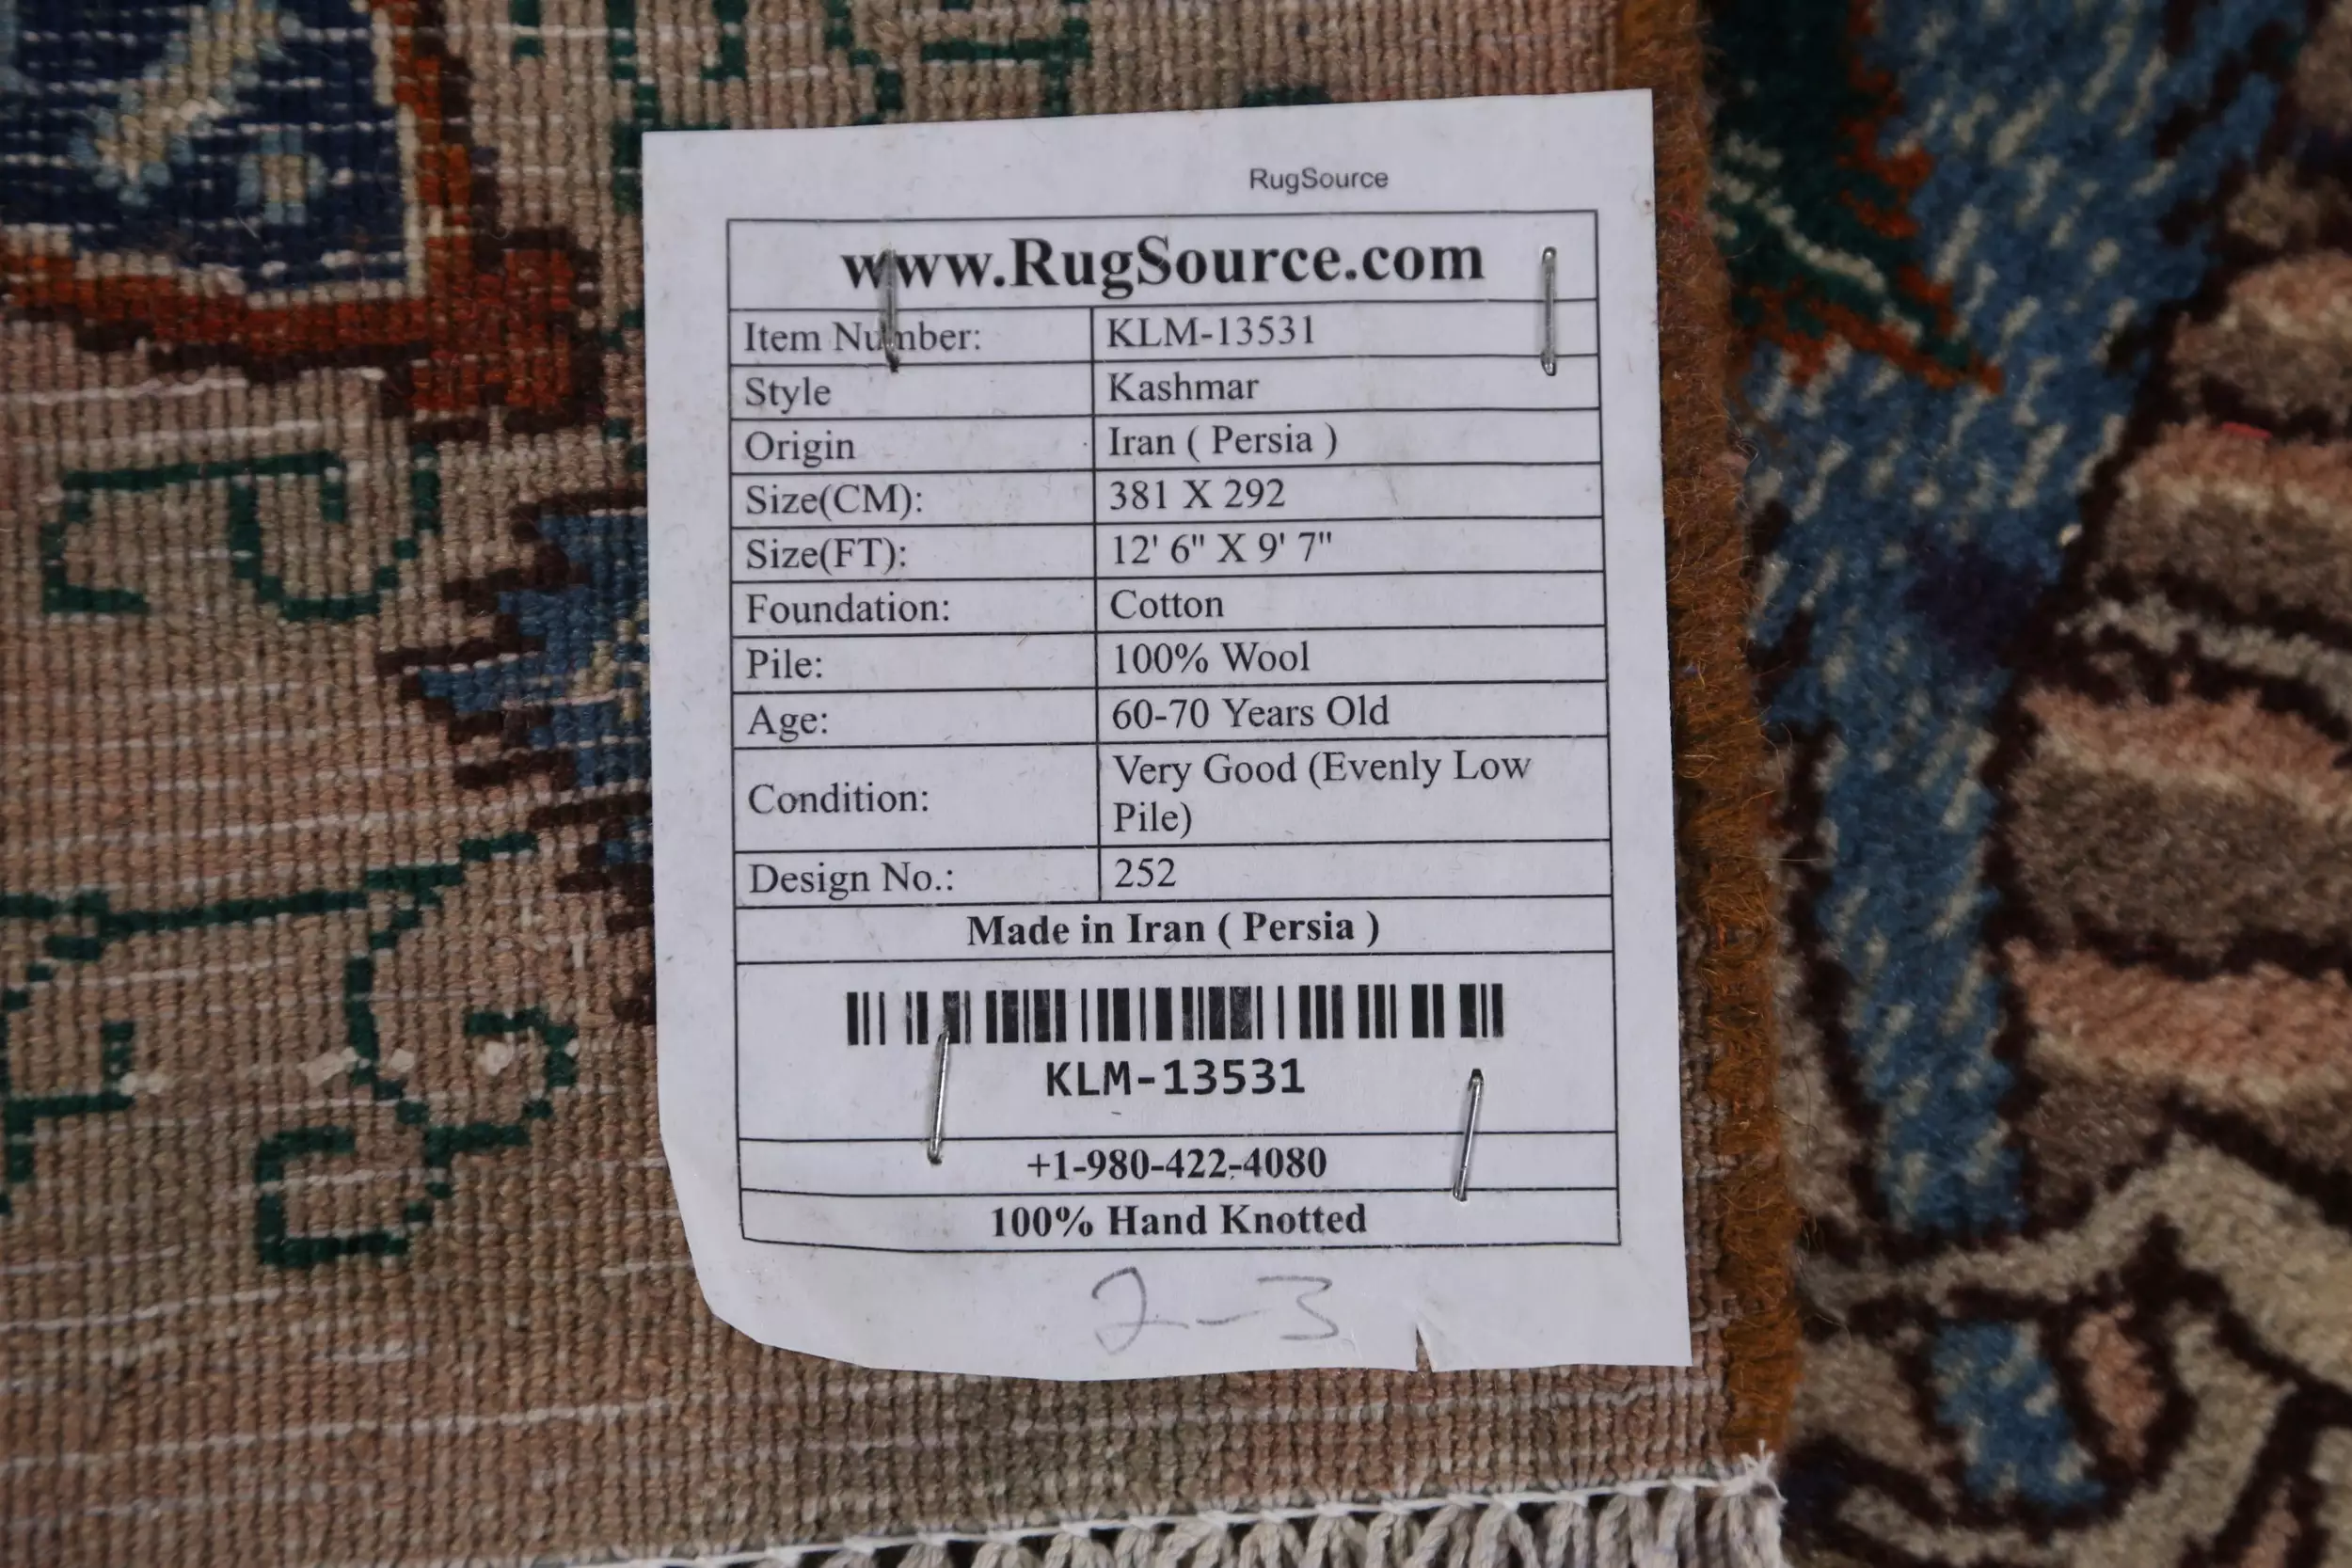 RugSource
www.RugSource.com
Item Number: KLM-13531
Style Kashmar
Origin Iran ( Persia )
Size(CM): 381 X 292
Size(FT): 12' 6" X 9' 7"
Foundation: Cotton
Pile: 100% Wool
Age: 60-70 Years Old
Condition: Very Good (Evenly Low
Pile)
Design No.: 252
Made in Iran ( Persia )
KLM-13531
+1-980-422-4080
100% Hand Knotted
2-3